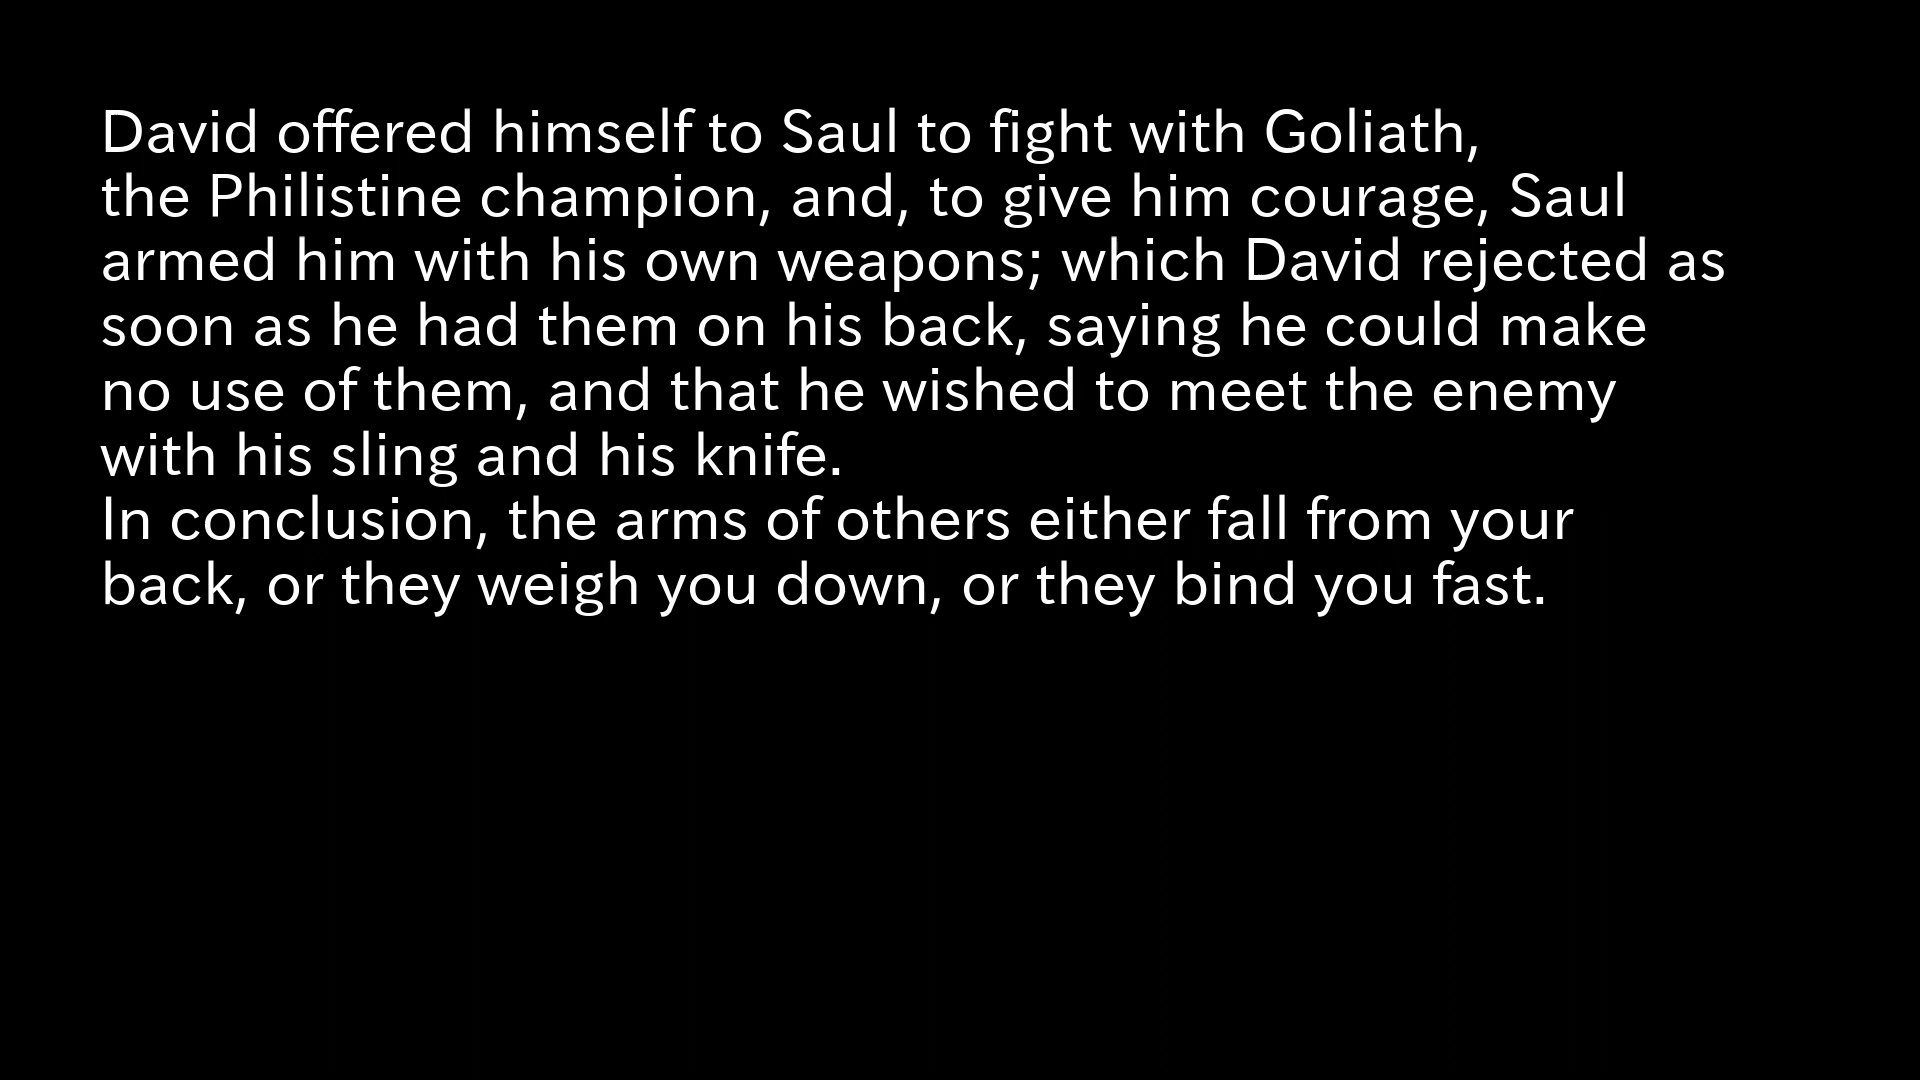 David offered himself to Saul to fight with Goliath,
the Philistine champion, and, to give him courage, Saul
armed him with his own weapons; which David rejected as
soon as he had them on his back, saying he could make
no use of them, and that he wished to meet the enemy
with his sling and his knife.
In conclusion, the arms of others either fall from your
back, or they weigh you down, or they bind you fast.